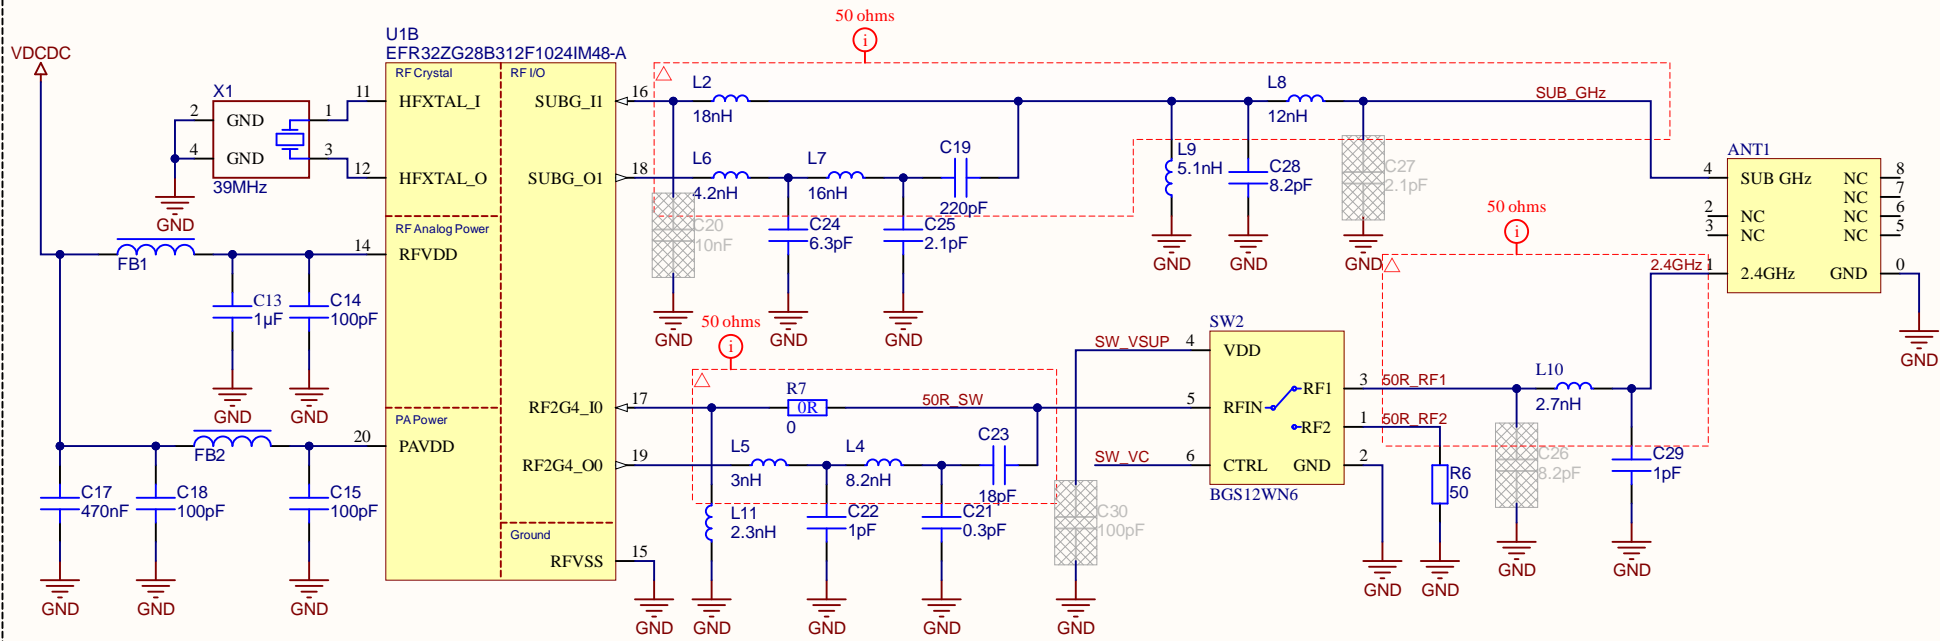 50 ohms
VDCDC
U1B
EFR32ZG28B312F1024IM48-A
RF Crystal
RF I/O
X1
11
HFXTAL_I
SUBG_I1
16
2
GND
1
4
GND
3
39MHz
12
HFXTAL_O
SUBG_O1
18
GND
L2
18nH
L8
12nH
SUB_GHz
L6
4.2nH
L7
16nH
C19
220pF
L9
5.1nH
C28
8.2pF
C27
2.1pF
C20
10nF
C24
6.3pF
C25
2.1pF
GND
GND
GND
GND
GND
GND
ANT1
4
SUB GHz
NC
8
NC
7
2
NC
NC
6
3
NC
NC
5
2.4GHz
1
2.4GHz
GND
0
GND
50 ohms
RF Analog Power
14
RFVDD
FB1
C13
1µF
C14
100pF
GND
GND
PA Power
20
PAVDD
FB2
C17
470nF
C18
100pF
C15
100pF
GND
GND
GND
RF2G4_I0
17
RF2G4_O0
19
Ground
RFVSS
15
GND
50 ohms
i
i
i
R7
0R
0
50R_SW
L5
3nH
L4
8.2nH
C23
18pF
L11
2.3nH
C22
1pF
C21
0.3pF
GND
GND
GND
SW_VSUP
SW_VC
C30
100pF
GND
SW2
4
VDD
5
RFIN
6
CTRL
RF1
3
RF2
1
GND
2
BGS12WN6
50R_RF1
50R_RF2
R6
50
L10
2.7nH
C26
8.2pF
C29
1pF
GND
GND
GND
GND